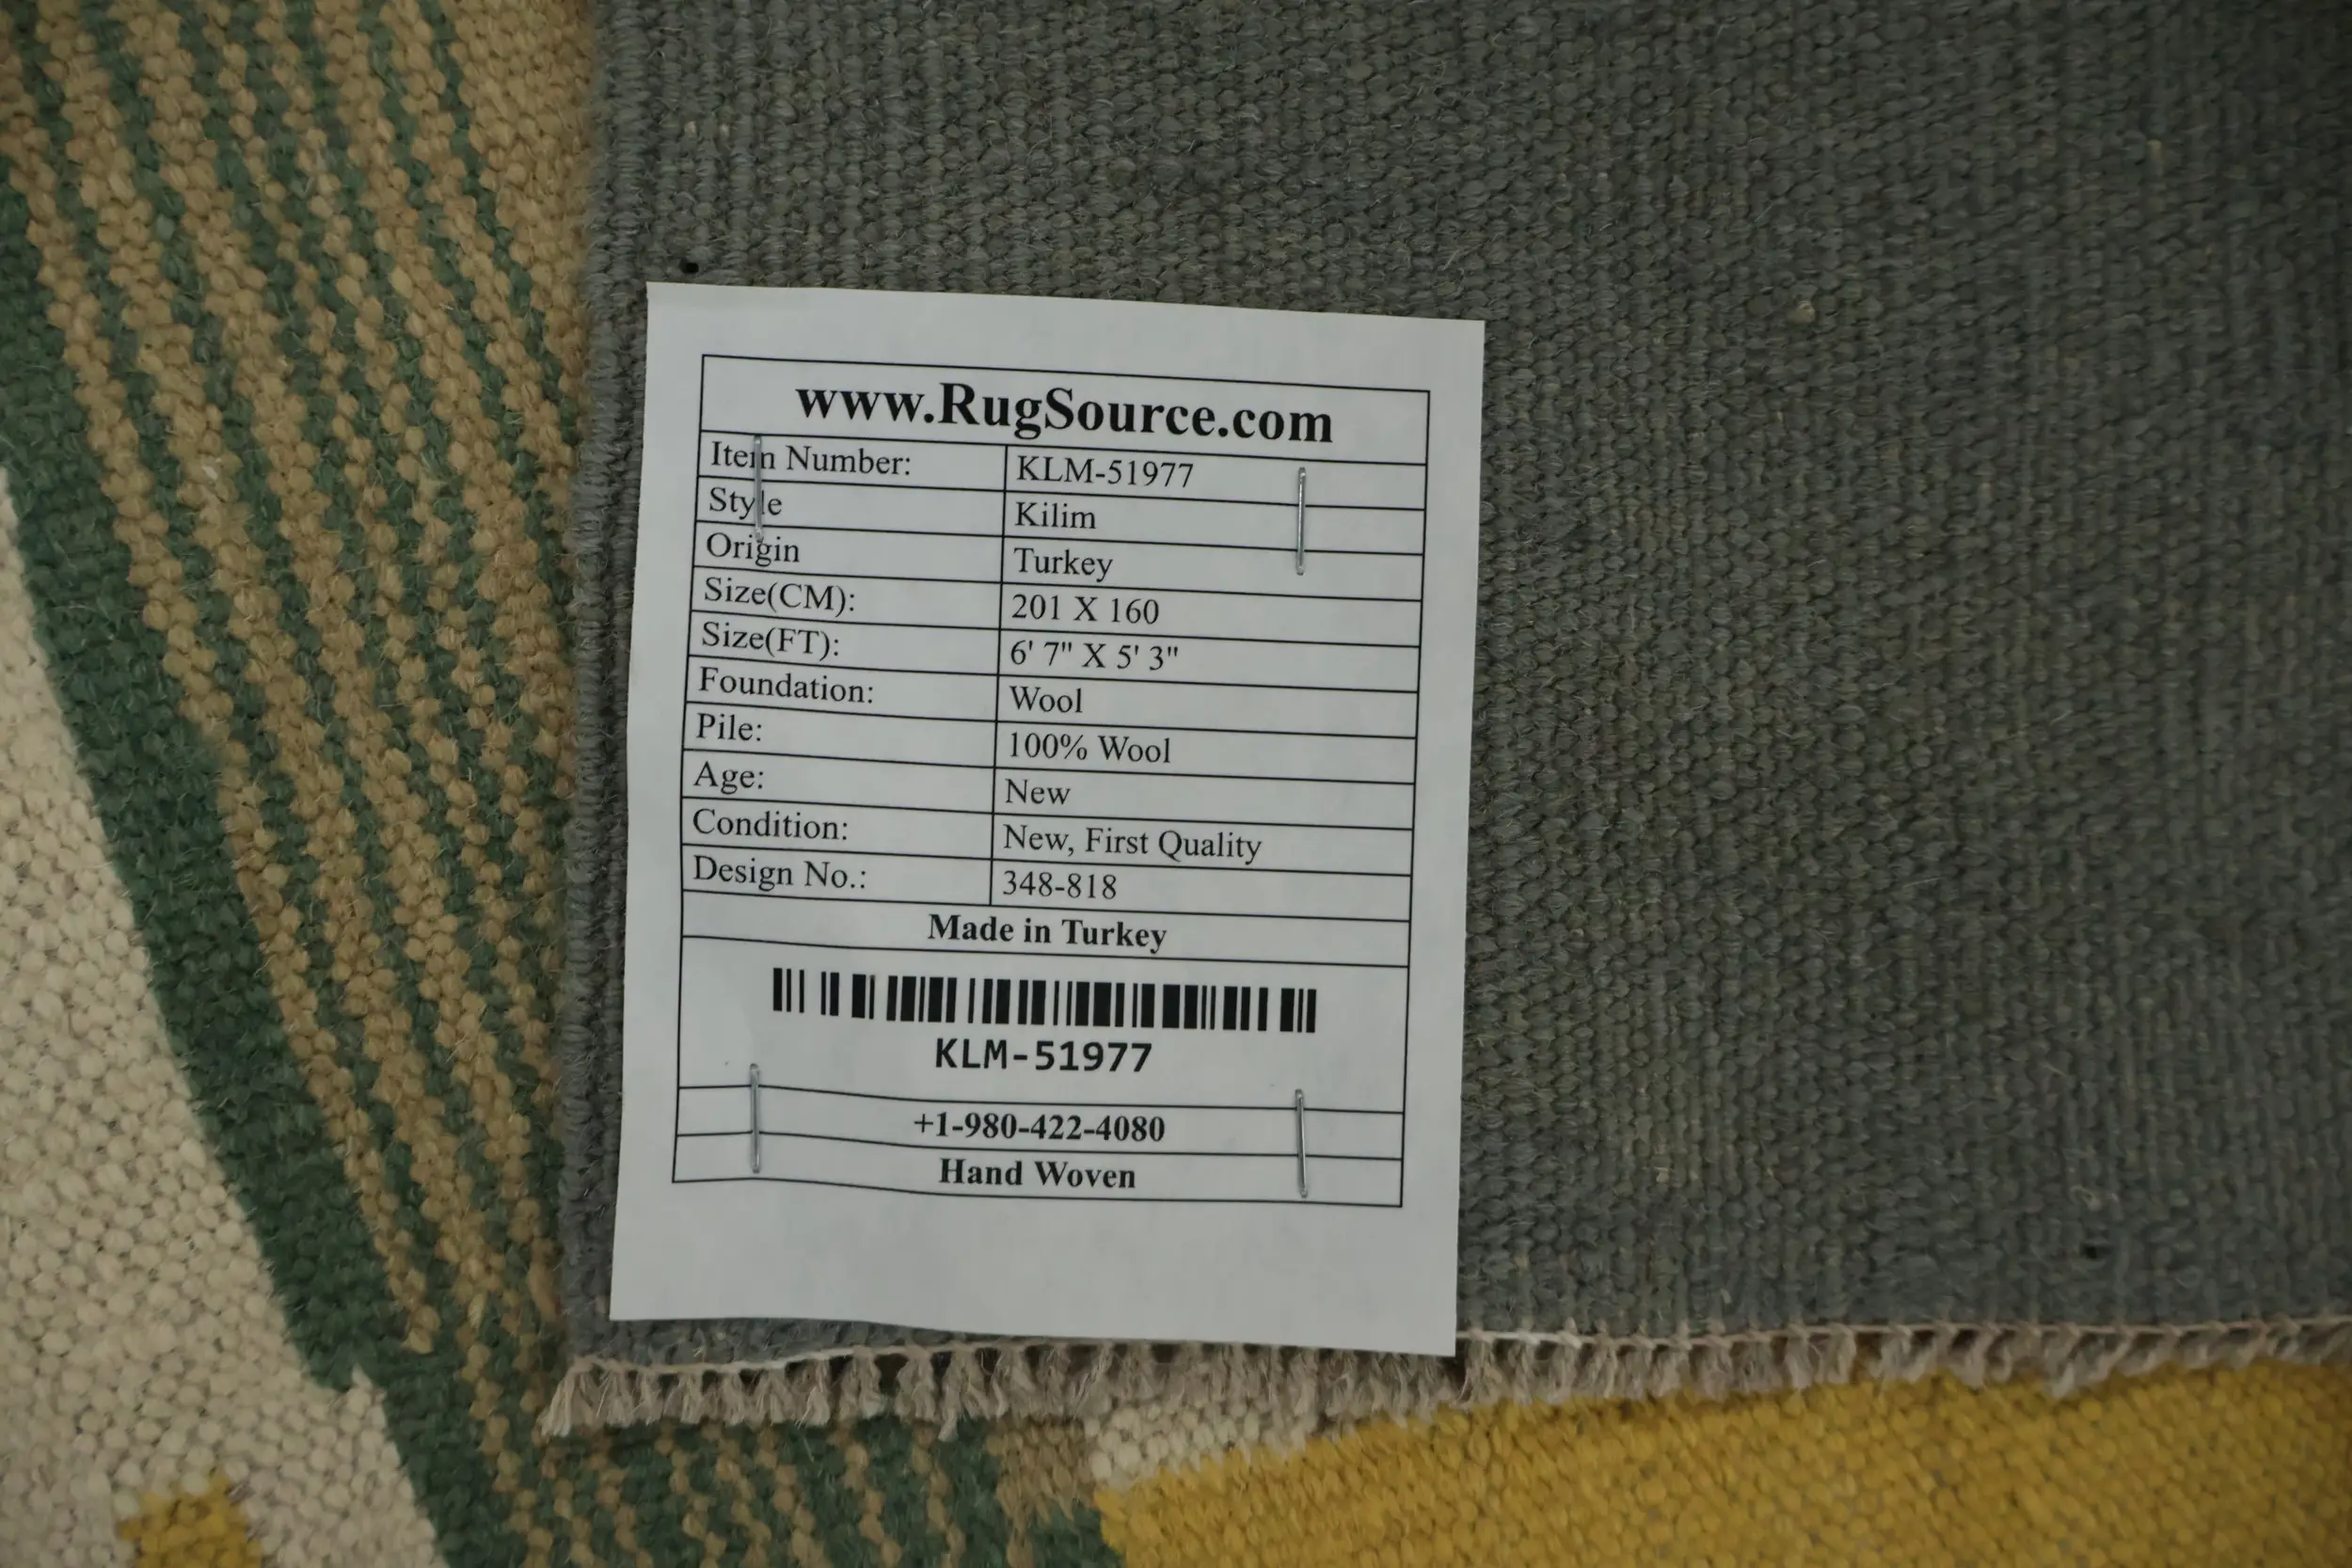 www.RugSource.com
Item Number: KLM-51977
Style Kilim
Origin Turkey
Size(CM): 201 X 160
Size(FT): 6' 7" X 5' 3"
Foundation: Wool
Pile: 100% Wool
Age: New
Condition: New, First Quality
Design No.: 348-818
Made in Turkey
KLM-51977
+1-980-422-4080
Hand Woven